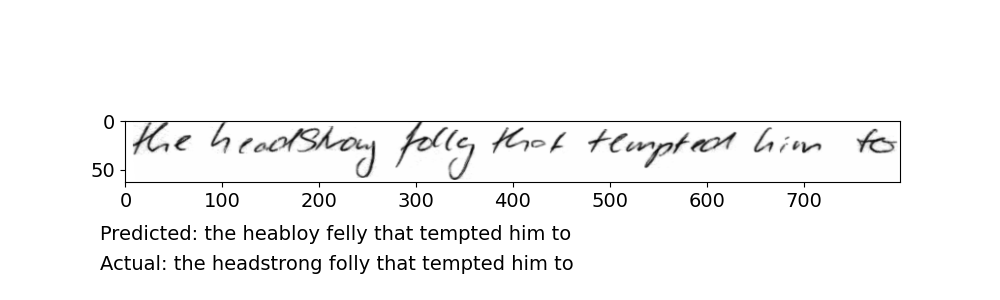 0
the headstrong folly that tempted him to
50
0 100 200 300 400 500 600 700
Predicted: the heabloy felly that tempted him to
Actual: the headstrong folly that tempted him to